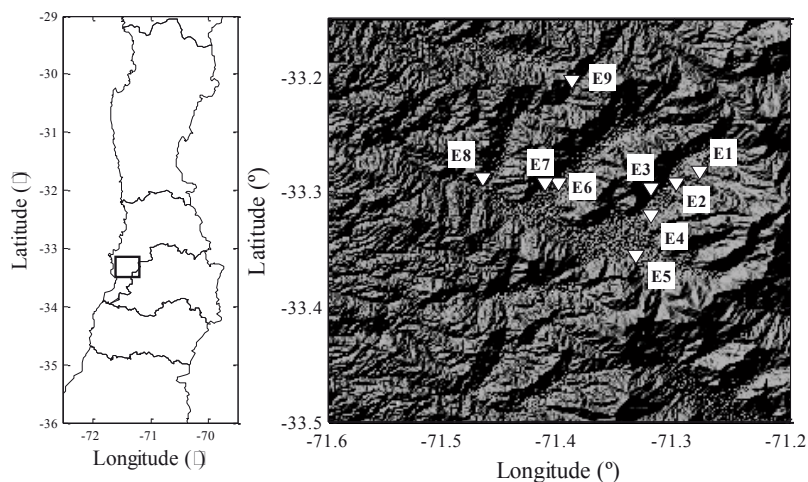 -29
-30
-31
-32
-33
-34
-35
-36
-72
-71
-70
Latitude (□)
Longitude (□)
-33.2
-33.3
-33.4
-33.5
-71.6
-71.5
-71.4
-71.3
-71.2
Latitude (º)
Longitude (º)
E9
E8
E7
E6
E3
E1
E2
E4
E5